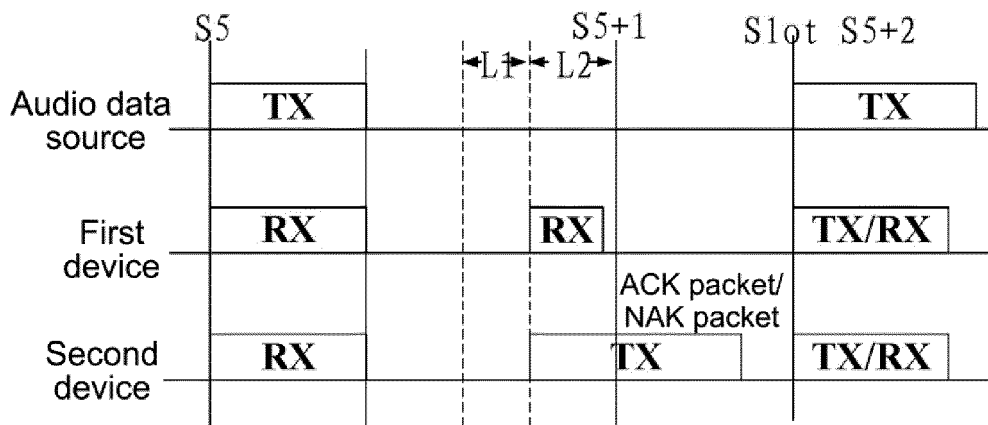 S5 S5+1 Slot S5+2
L1 L2
Audio data
source
TX TX
First
device
RX RX TX/RX
ACK packet/
NAK packet
Second
device
RX TX TX/RX